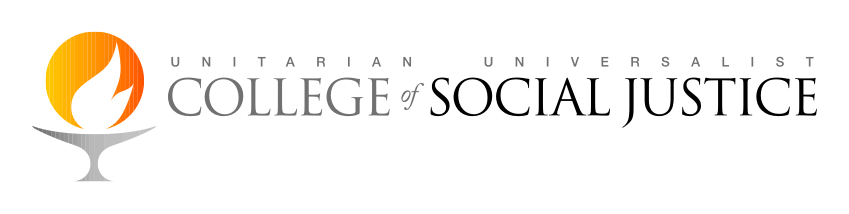 UNITARIAN UNIVERSALIST
COLLEGE of SOCIAL JUSTICE